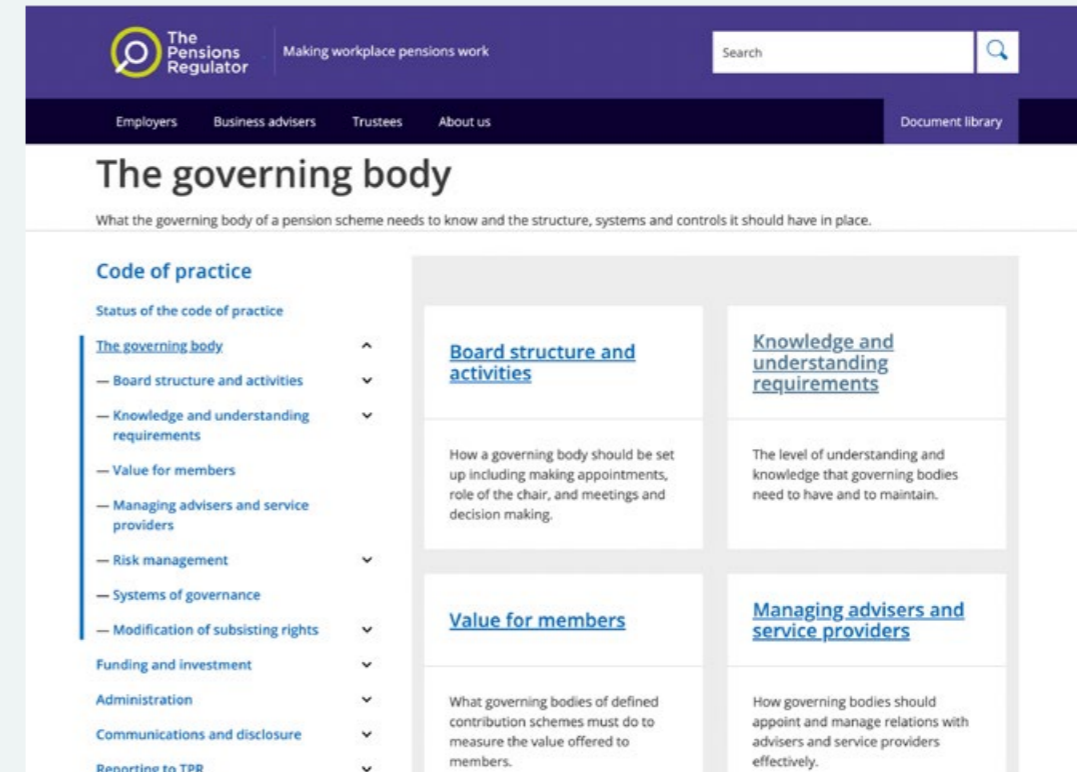 The
Pensions
Regulator
Making workplace pensions work
Search
Employers
Business advisers
Trustees
About us
Document library
The governing body
What the governing body of a pension scheme needs to know and the structure, systems and controls it should have in place.
Code of practice
Status of the code of practice
The governing body
— Board structure and activities
— Knowledge and understanding
requirements
— Value for members
— Managing advisers and service
providers
— Risk management
— Systems of governance
— Modification of subsisting rights
Funding and investment
Administration
Communications and disclosure
Reporting to TPR
Board structure and
activities
How a governing body should be set
up including making appointments,
role of the chair, and meetings and
decision making.
Knowledge and
understanding
requirements
The level of understanding and
knowledge that governing bodies
need to have and to maintain.
Value for members
What governing bodies of defined
contribution schemes must do to
measure the value offered to
members.
Managing advisers and
service providers
How governing bodies should
appoint and manage relations with
advisers and service providers
effectively.